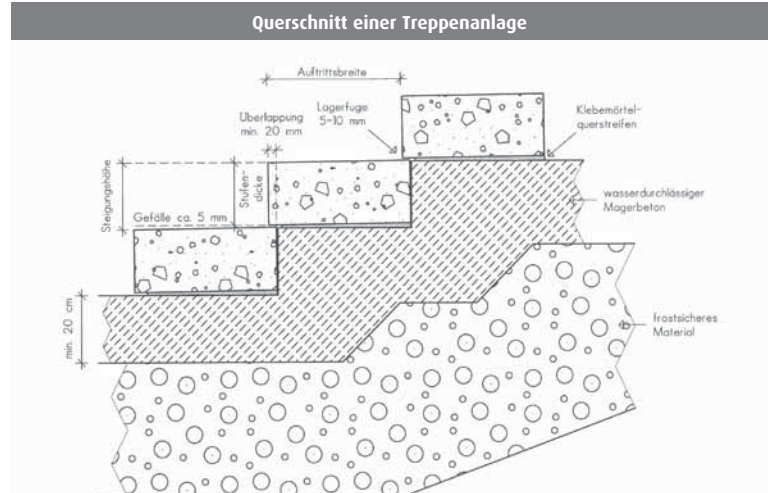 Querschnitt einer Treppenanlage
Auftrittsbreite
Überlappung
min. 20 mm
Lagerfuge
5-10 mm
Klebemörtel-
querstreifen
Steigungshöhe
Stufen-
dicke
Gefälle ca. 5 mm
wasserdurchlässiger
Magerbeton
min. 20 cm
frostsicheres
Material